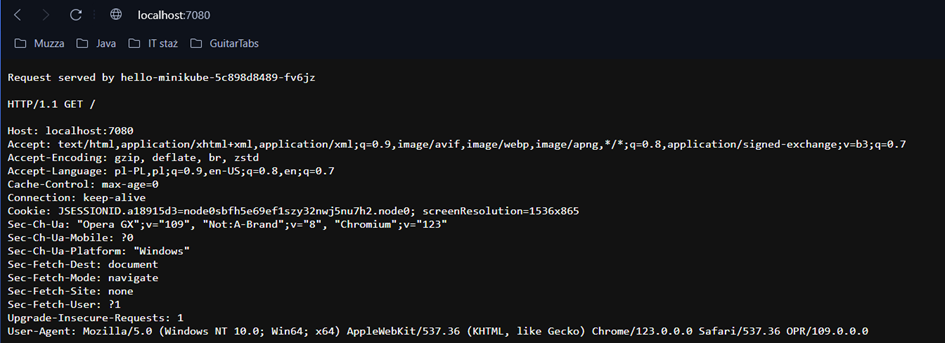 localhost:7080
Muzza Java IT staż GuitarTabs
Request served by hello-minikube-5c898d8489-fv6jz
HTTP/1.1 GET /
Host: localhost:7080
Accept: text/html,application/xhtml+xml,application/xml;q=0.9,image/avif,image/webp,image/apng,*/*;q=0.8,application/signed-exchange;v=b3;q=0.7
Accept-Encoding: gzip, deflate, br, zstd
Accept-Language: pl-PL,pl;q=0.9,en-US;q=0.8,en;q=0.7
Cache-Control: max-age=0
Connection: keep-alive
Cookie: JSESSIONID.a18915d3=node0sbfh5e69ef1szy32nwj5nu7h2.node0; screenResolution=1536x865
Sec-Ch-Ua: "Opera GX";v="109", "Not:A-Brand";v="8", "Chromium";v="123"
Sec-Ch-Ua-Mobile: ?0
Sec-Ch-Ua-Platform: "Windows"
Sec-Fetch-Dest: document
Sec-Fetch-Mode: navigate
Sec-Fetch-Site: none
Sec-Fetch-User: ?1
Upgrade-Insecure-Requests: 1
User-Agent: Mozilla/5.0 (Windows NT 10.0; Win64; x64) AppleWebKit/537.36 (KHTML, like Gecko) Chrome/123.0.0.0 Safari/537.36 OPR/109.0.0.0